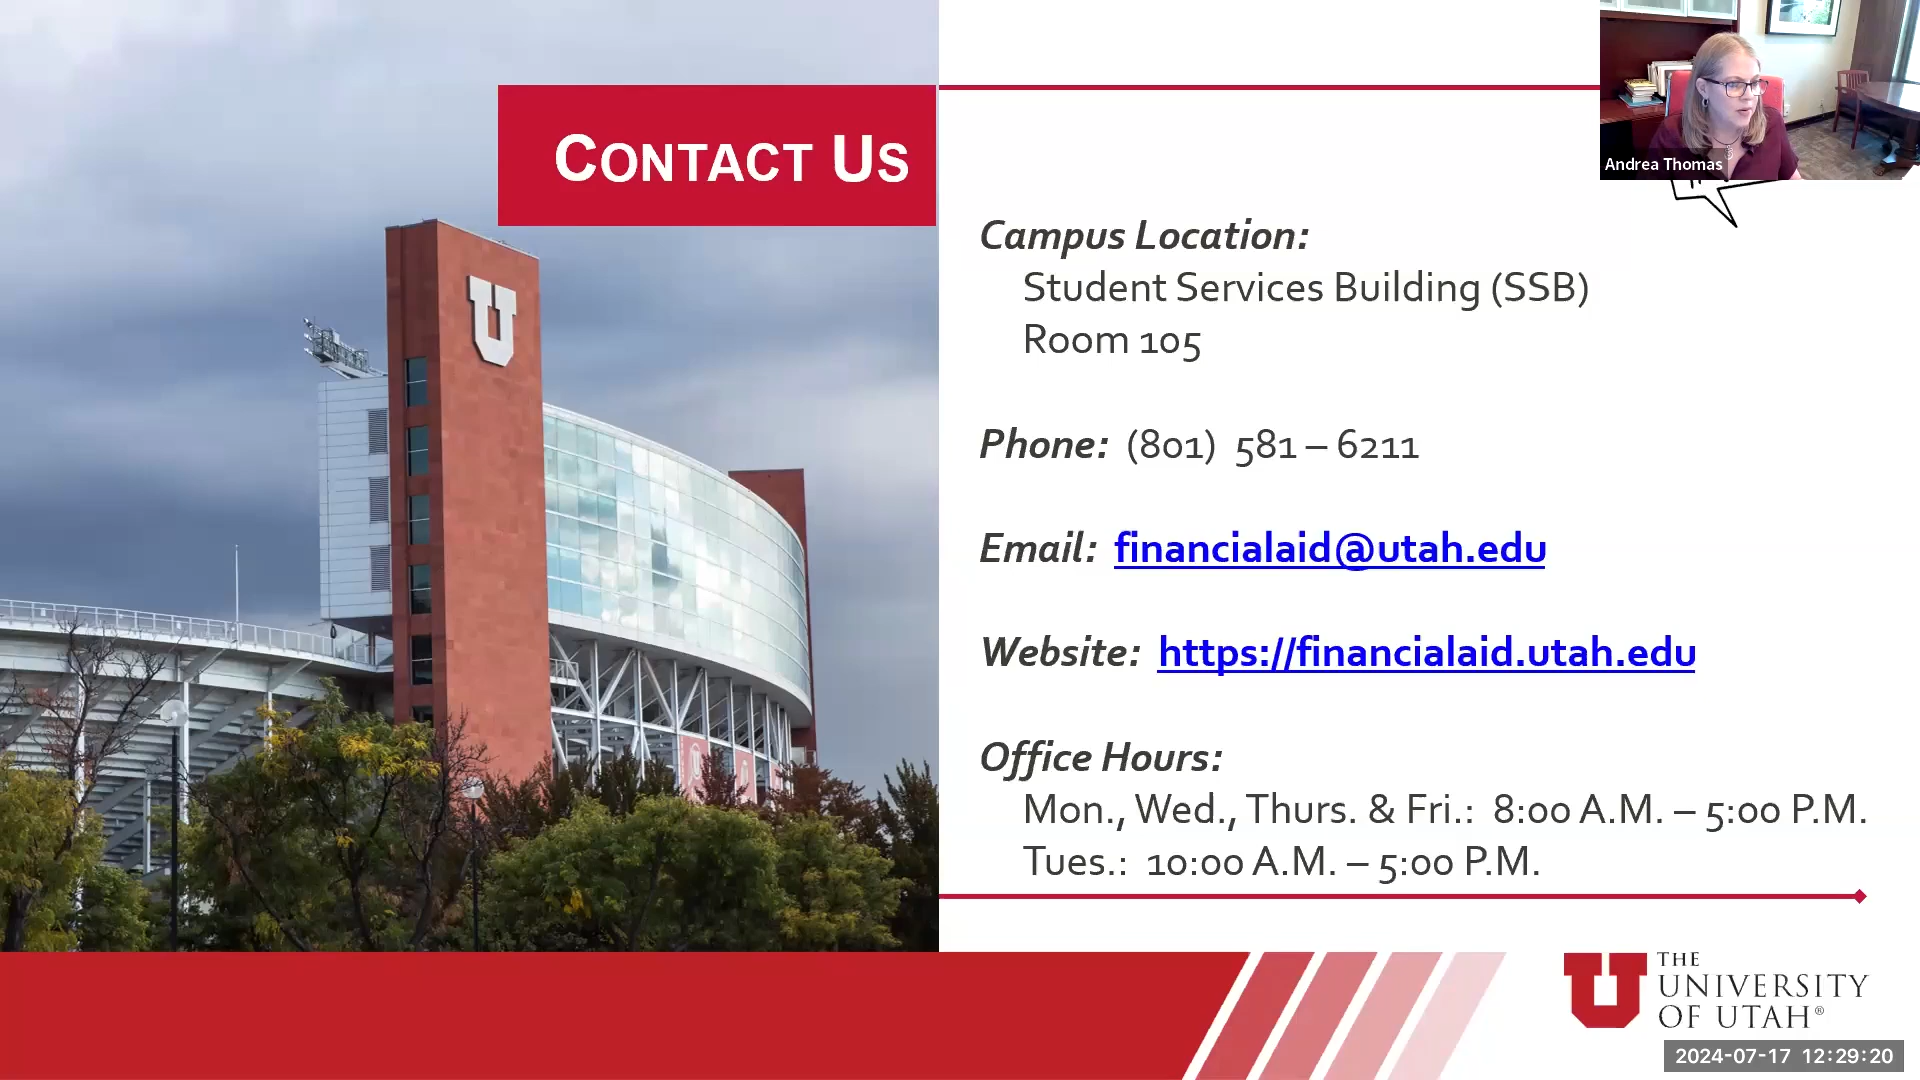 CONTACT US
Andrea Thomas
Campus Location:
Student Services Building (SSB)
Room 105
Phone: (801) 581 – 6211
Email: financialaid@utah.edu
Website: https://financialaid.utah.edu
Office Hours:
Mon., Wed., Thurs. & Fri.: 8:00 A.M. – 5:00 P.M.
Tues.: 10:00 A.M. – 5:00 P.M.
U
U
THE
UNIVERSITY
OF UTAH®
2024-07-17 12:29:20